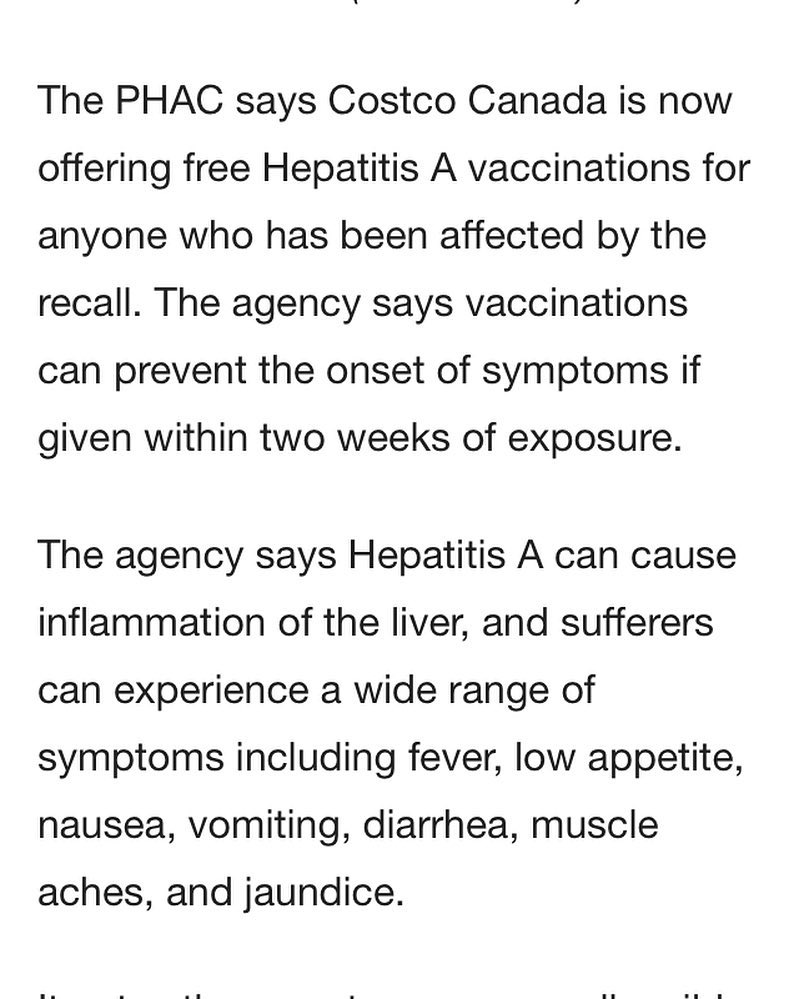 The PHAC says Costco Canada is now
offering free Hepatitis A vaccinations for
anyone who has been affected by the
recall. The agency says vaccinations
can prevent the onset of symptoms if
given within two weeks of exposure.
The agency says Hepatitis A can cause
inflammation of the liver, and sufferers
can experience a wide range of
symptoms including fever, low appetite,
nausea, vomiting, diarrhea, muscle
aches, and jaundice.